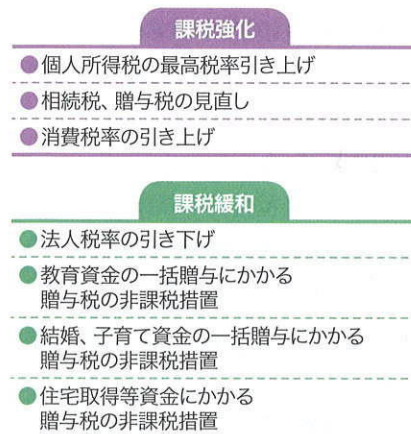 課税強化
●個人所得税の最高税率引き上げ
●相続税、贈与税の見直し
●消費税率の引き上げ
課税緩和
●法人税率の引き下げ
●教育資金の一括贈与にかかる
贈与税の非課税措置
●結婚、子育て資金の一括贈与にかかる
贈与税の非課税措置
●住宅取得等資金にかかる
贈与税の非課税措置